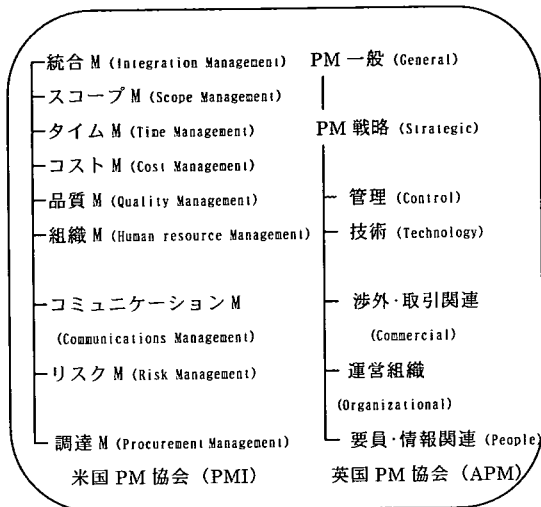 統合 M (Integration Management)
スコープ M (Scope Management)
タイム M (Time Management)
コスト M (Cost Management)
品質 M (Quality Management)
組織 M (Human resource Management)
コミュニケーション M
(Communications Management)
リスク M (Risk Management)
調達 M (Procurement Management)
米国 PM 協会 (PMI)
PM 一般 (General)
PM 戦略 (Strategic)
管理 (Control)
技術 (Technology)
渉外・取引関連
(Commercial)
運営組織
(Organizational)
要員・情報関連 (People)
英国 PM 協会 (APM)